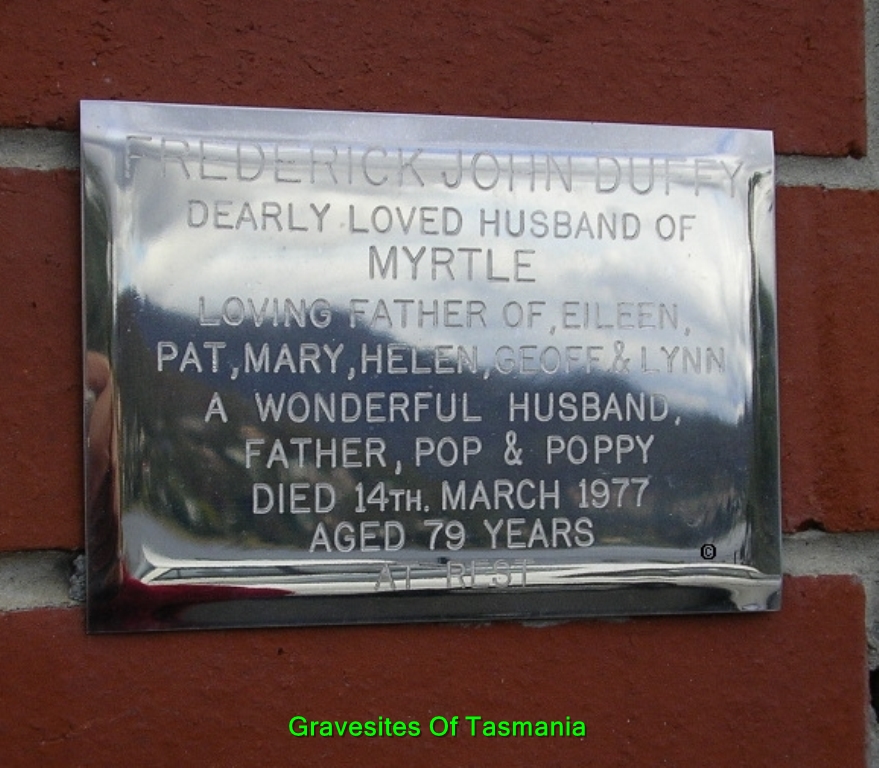 FREDERICK JOHN DUFFY
DEARLY LOVED HUSBAND OF
MYRTLE
LOVING FATHER OF, EILEEN,
PAT, MARY, HELEN, GEOFF & LYNN
A WONDERFUL HUSBAND,
FATHER, POP & POPPY
DIED 14TH. MARCH 1977
AGED 79 YEARS
©
AT REST
Gravesites Of Tasmania